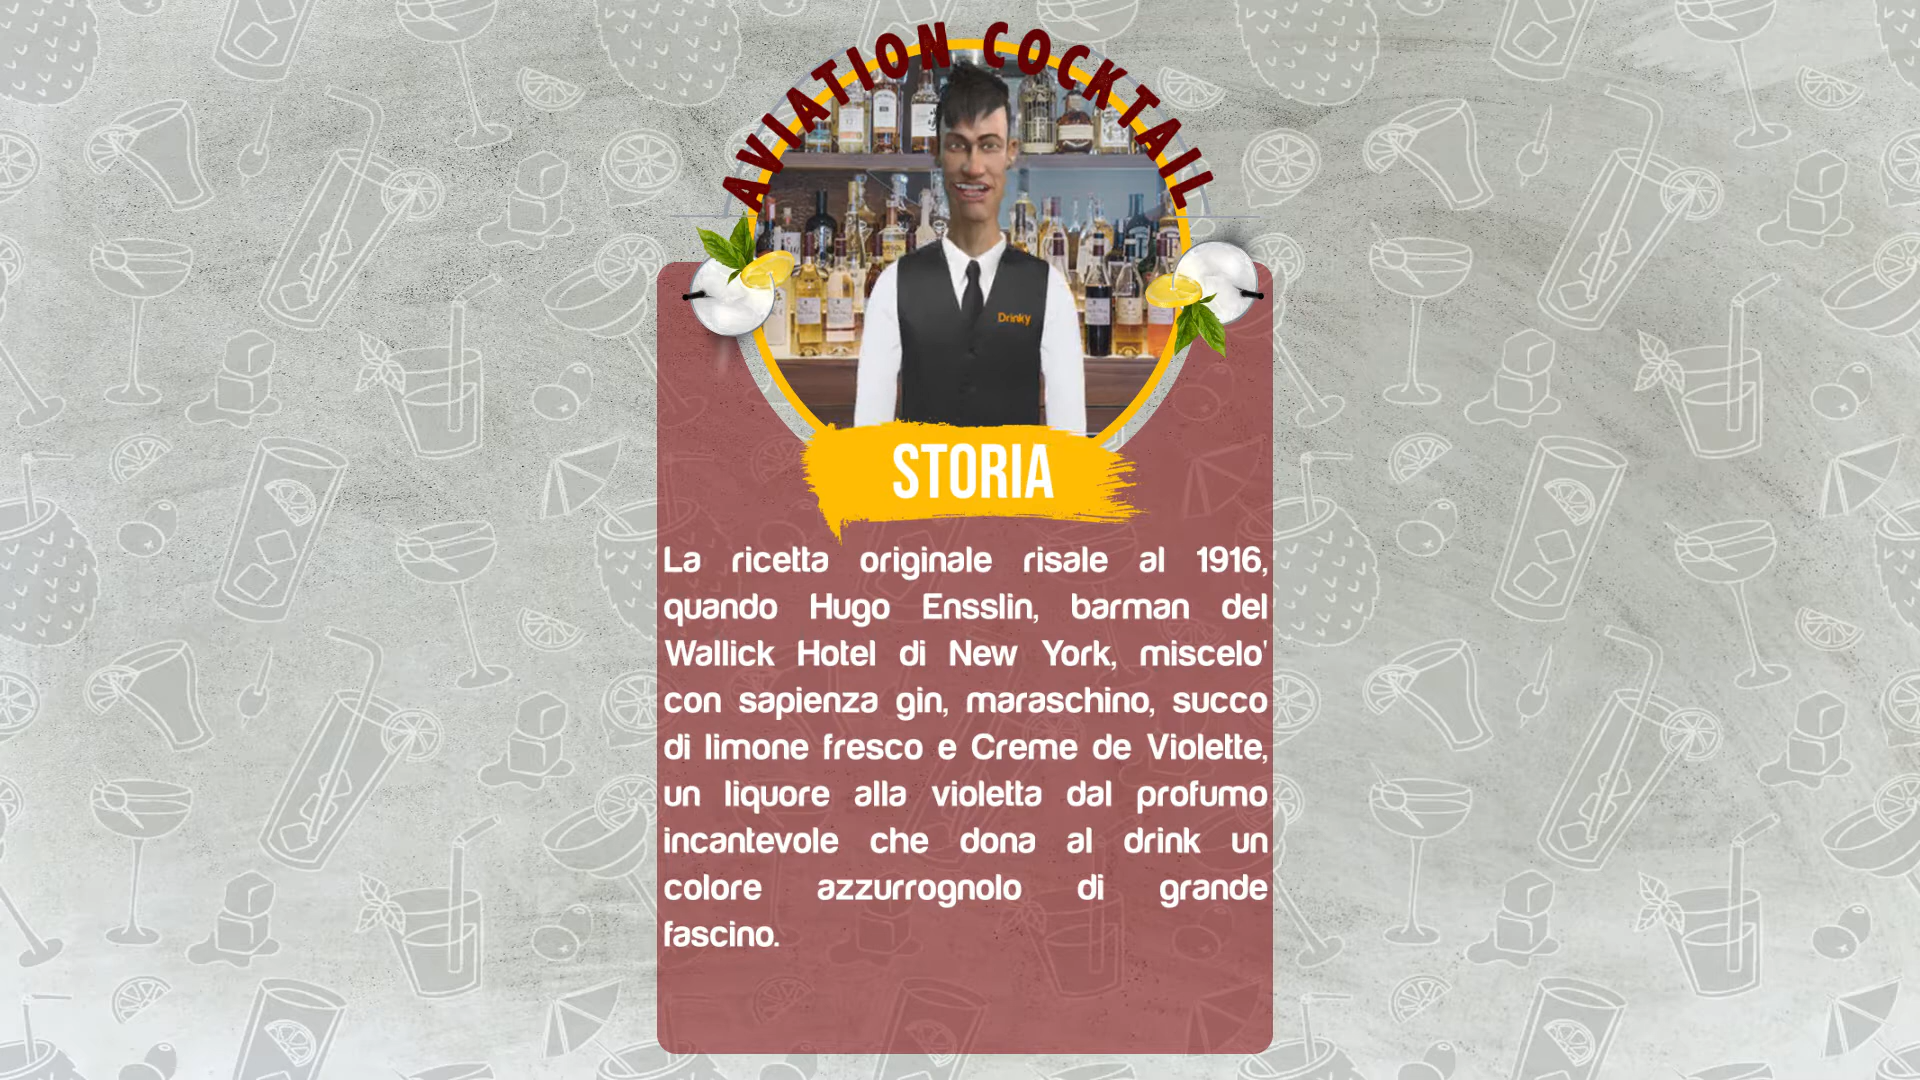 AVIATION COCKTAIL
Drinky
STORIA
La ricetta originale risale al 1916,
quando Hugo Ensslin, barman del
Wallick Hotel di New York, miscelo'
con sapienza gin, maraschino, succo
di limone fresco e Creme de Violette,
un liquore alla violetta dal profumo
incantevole che dona al drink un
colore azzurrognolo di grande
fascino.